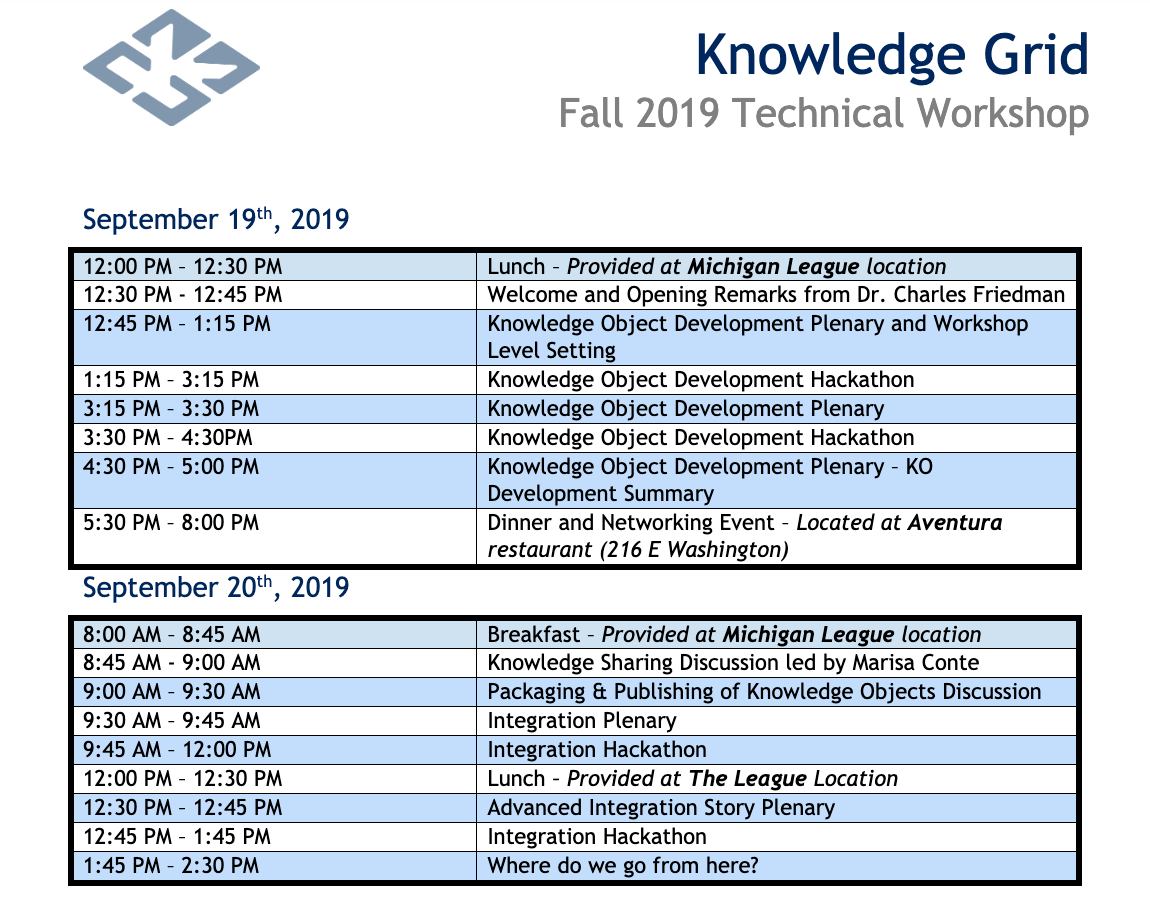 Knowledge Grid
Fall 2019 Technical Workshop
September 19th, 2019
12:00 PM – 12:30 PM Lunch – Provided at Michigan League location
12:30 PM - 12:45 PM Welcome and Opening Remarks from Dr. Charles Friedman
12:45 PM – 1:15 PM Knowledge Object Development Plenary and Workshop
Level Setting
1:15 PM – 3:15 PM Knowledge Object Development Hackathon
3:15 PM – 3:30 PM Knowledge Object Development Plenary
3:30 PM – 4:30PM Knowledge Object Development Hackathon
4:30 PM – 5:00 PM Knowledge Object Development Plenary – KO
Development Summary
5:30 PM – 8:00 PM Dinner and Networking Event – Located at Aventura
restaurant (216 E Washington)
September 20th, 2019
8:00 AM – 8:45 AM Breakfast – Provided at Michigan League location
8:45 AM - 9:00 AM Knowledge Sharing Discussion led by Marisa Conte
9:00 AM – 9:30 AM Packaging & Publishing of Knowledge Objects Discussion
9:30 AM – 9:45 AM Integration Plenary
9:45 AM – 12:00 PM Integration Hackathon
12:00 PM – 12:30 PM Lunch – Provided at The League Location
12:30 PM – 12:45 PM Advanced Integration Story Plenary
12:45 PM – 1:45 PM Integration Hackathon
1:45 PM – 2:30 PM Where do we go from here?